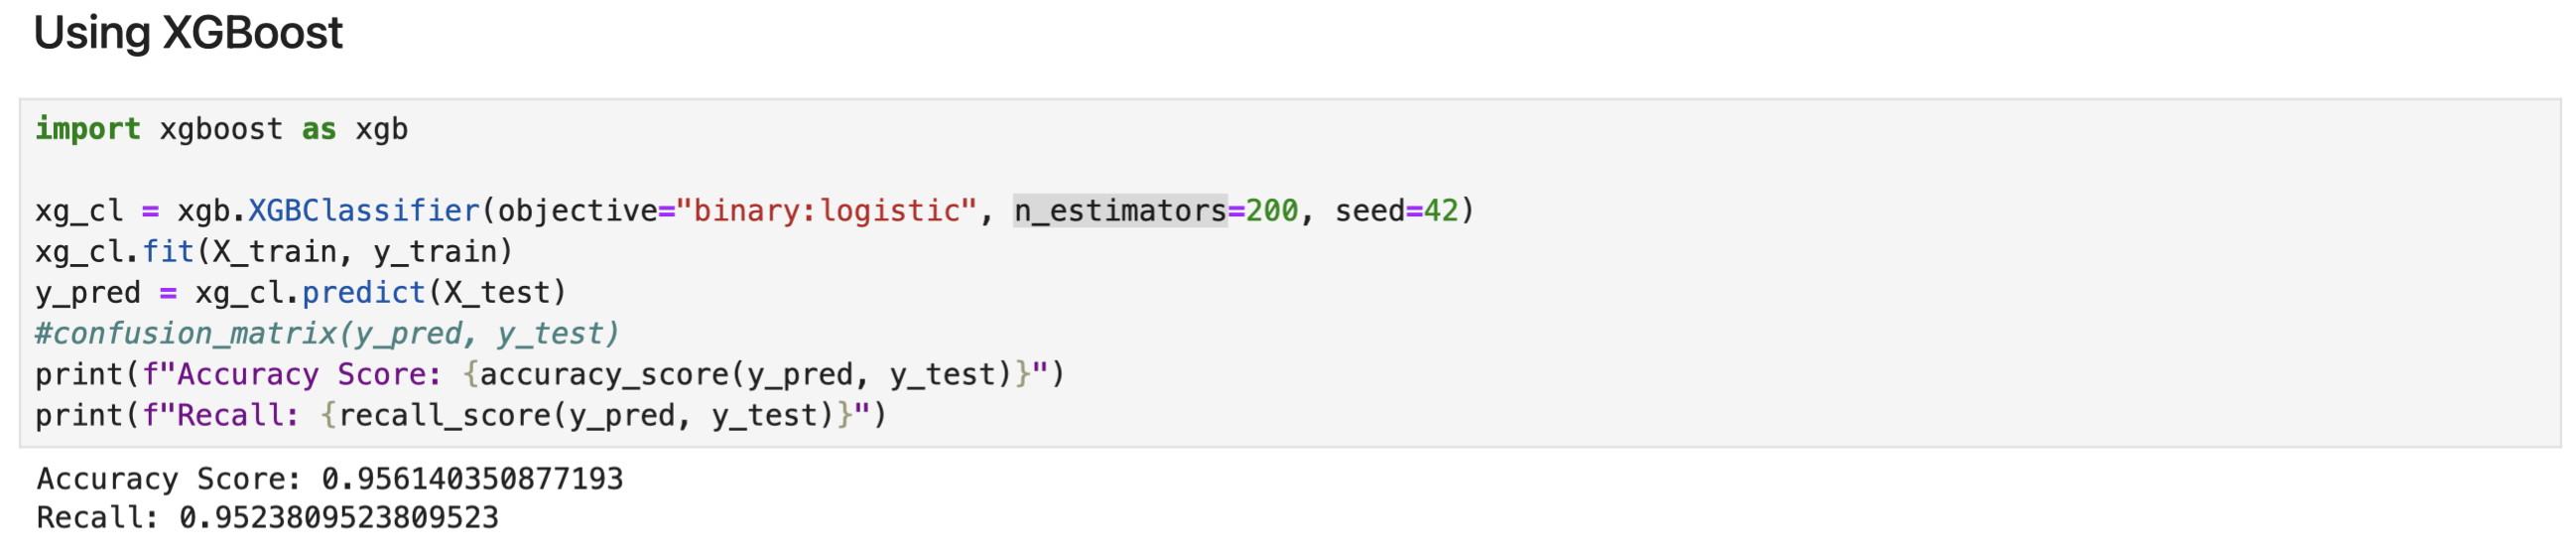 Using XGBoost
import xgboost as xgb
xg_cl = xgb.XGBClassifier(objective="binary:logistic", n_estimators=200, seed=42)
xg_cl.fit(X_train, y_train)
y_pred = xg_cl.predict(X_test)
#confusion_matrix(y_pred, y_test)
print(f"Accuracy Score: {accuracy_score(y_pred, y_test)}")
print(f"Recall: {recall_score(y_pred, y_test)}")
Accuracy Score: 0.956140350877193
Recall: 0.9523809523809523